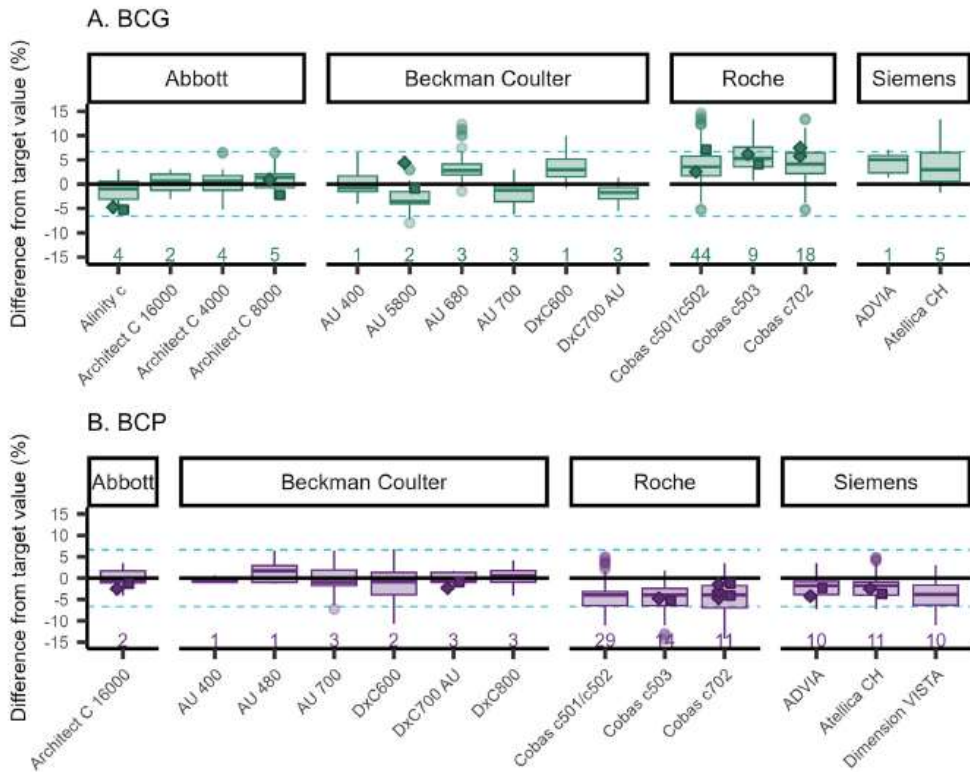 A. BCG
Abbott Beckman Coulter Roche Siemens
Difference from target value (%)
15
10
5
0
-5
-10
-15
4 2 4 5 1 2 3 3 1 3 44 9 18 1 5
Alinity c Architect C 16000 Architect C 4000 Architect C 8000 AU 400 AU 5800 AU 680 AU 700 DxC600 DxC700 AU Cobas c501/c502 Cobas c503 Cobas c702 ADVIA Atellica CH
B. BCP
Abbott Beckman Coulter Roche Siemens
Difference from target value (%)
15
10
5
0
-5
-10
-15
2 1 1 3 2 3 3 29 14 11 10 11 10
Architect C 16000 AU 400 AU 480 AU 700 DxC600 DxC700 AU DxC800 Cobas c501/c502 Cobas c503 Cobas c702 ADVIA Atellica CH Dimension VISTA